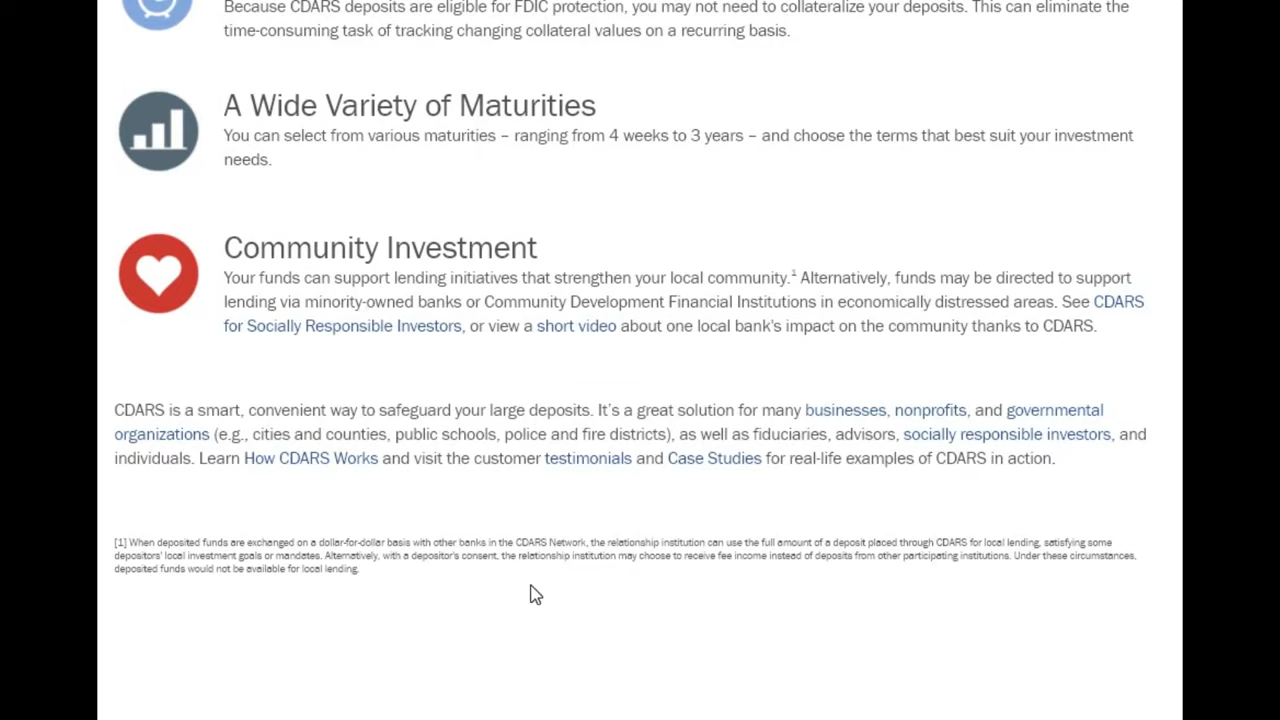 Because CDARS deposits are eligible for FDIC protection, you may not need to collateralize your deposits. This can eliminate the
time-consuming task of tracking changing collateral values on a recurring basis.
A Wide Variety of Maturities
You can select from various maturities – ranging from 4 weeks to 3 years – and choose the terms that best suit your investment
needs.
Community Investment
Your funds can support lending initiatives that strengthen your local community.1 Alternatively, funds may be directed to support
lending via minority-owned banks or Community Development Financial Institutions in economically distressed areas. See CDARS
for Socially Responsible Investors, or view a short video about one local bank's impact on the community thanks to CDARS.
CDARS is a smart, convenient way to safeguard your large deposits. It's a great solution for many businesses, nonprofits, and governmental
organizations (e.g., cities and counties, public schools, police and fire districts), as well as fiduciaries, advisors, socially responsible investors, and
individuals. Learn How CDARS Works and visit the customer testimonials and Case Studies for real-life examples of CDARS in action.
[1] When deposited funds are exchanged on a dollar-for-dollar basis with other banks in the CDARS Network, the relationship institution can use the full amount of a deposit placed through CDARS for local lending, satisfying some
depositors' local investment goals or mandates. Alternatively, with a depositor's consent, the relationship institution may choose to receive fee income instead of deposits from other participating institutions. Under these circumstances,
deposited funds would not be available for local lending.